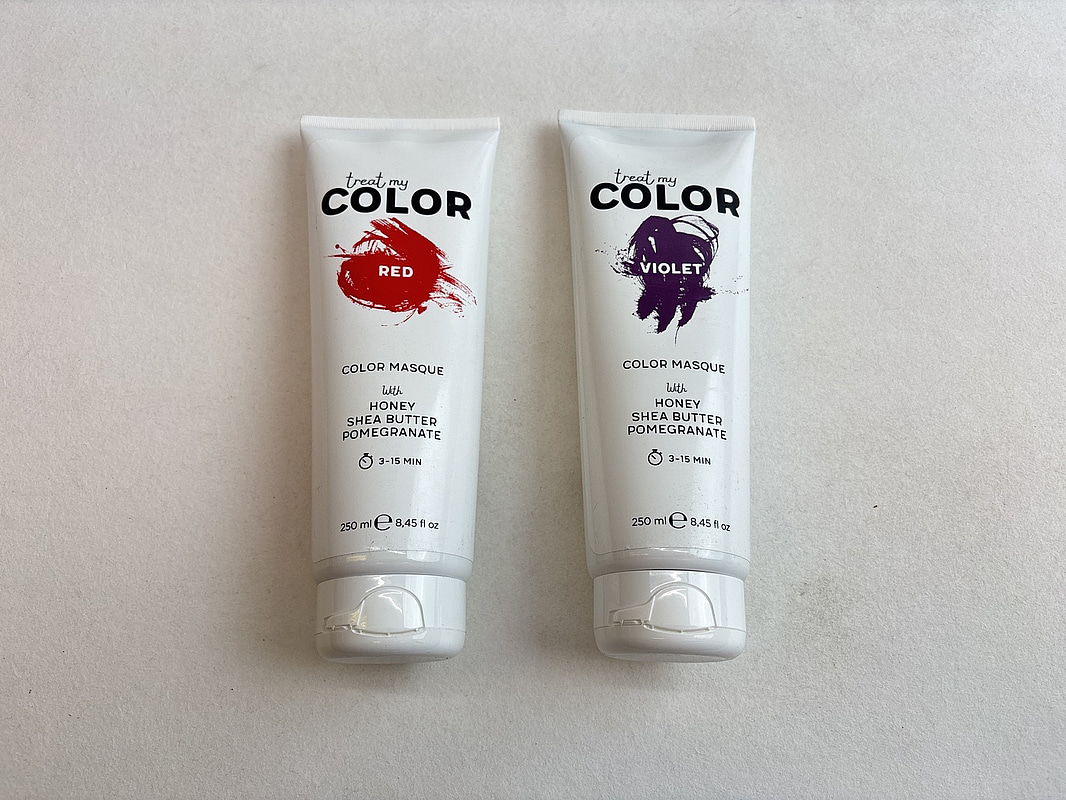 treat my
COLOR
RED
COLOR MASQUE
With
HONEY
SHEA BUTTER
POMEGRANATE
3-15 MIN
250 ml e 8,45 fl oz
treat my
COLOR
VIOLET
COLOR MASQUE
With
HONEY
SHEA BUTTER
POMEGRANATE
3-15 MIN
250 ml e 8,45 fl oz